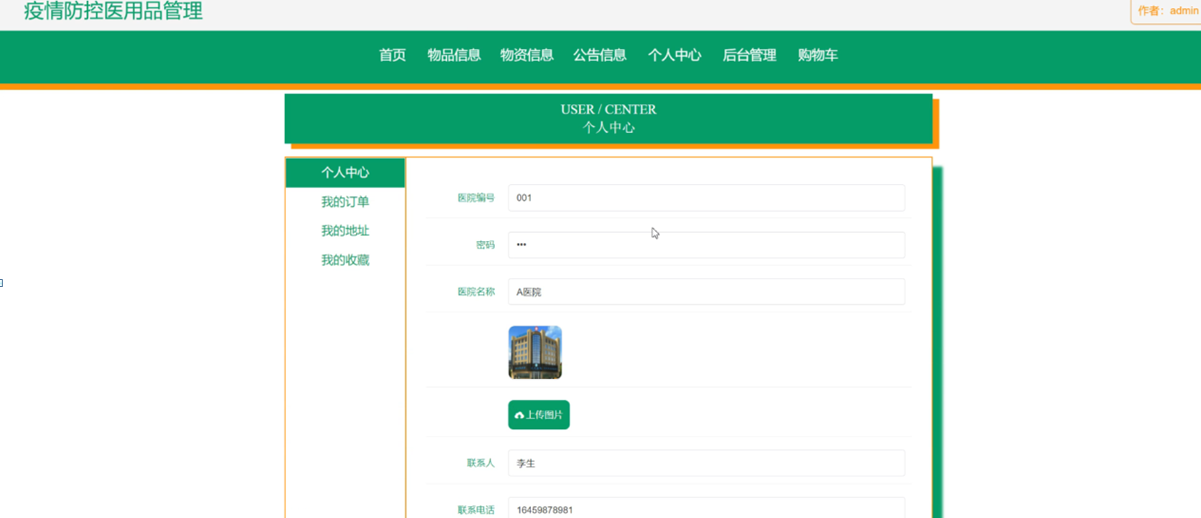 疫情防控医用品管理
作者：admin
首页 物品信息 物资信息 公告信息 个人中心 后台管理 购物车
USER / CENTER
个人中心
个人中心
我的订单
我的地址
我的收藏
医院编号 001
密码 •••
医院名称 A医院
上传图片
联系人 李生
联系电话 16459878981